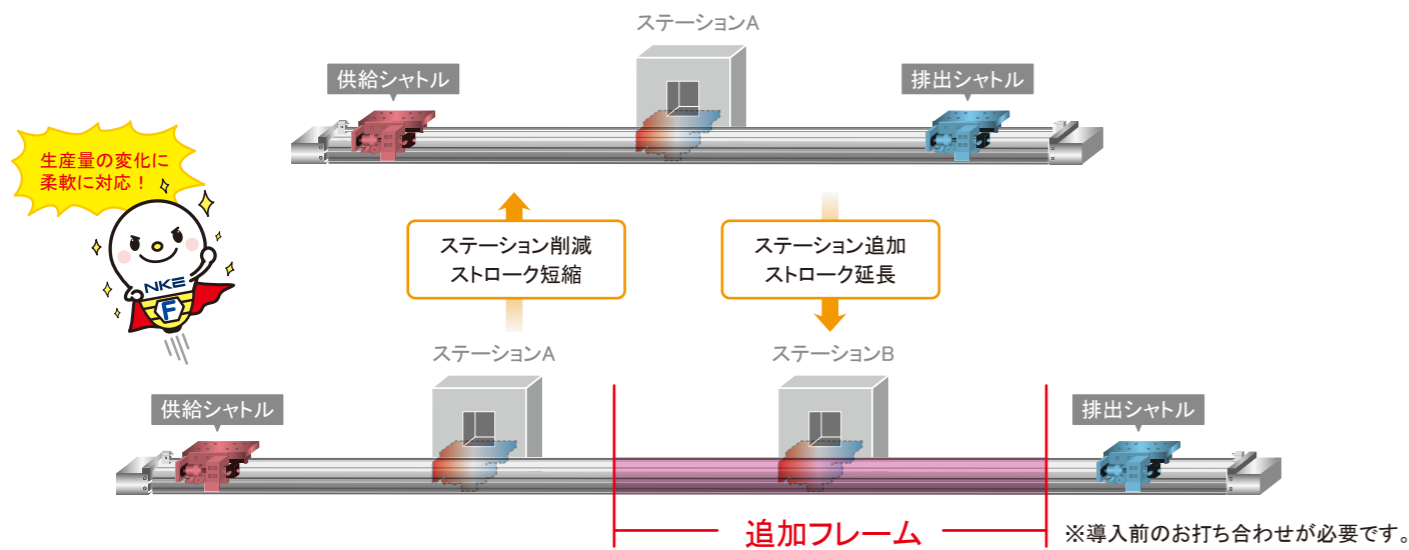 ステーションA
供給シャトル
排出シャトル
生産量の変化に
柔軟に対応！
NKE
F
ステーション削減
ストローク短縮
ステーション追加
ストローク延長
ステーションA
ステーションB
供給シャトル
排出シャトル
追加フレーム
※導入前のお打ち合わせが必要です。